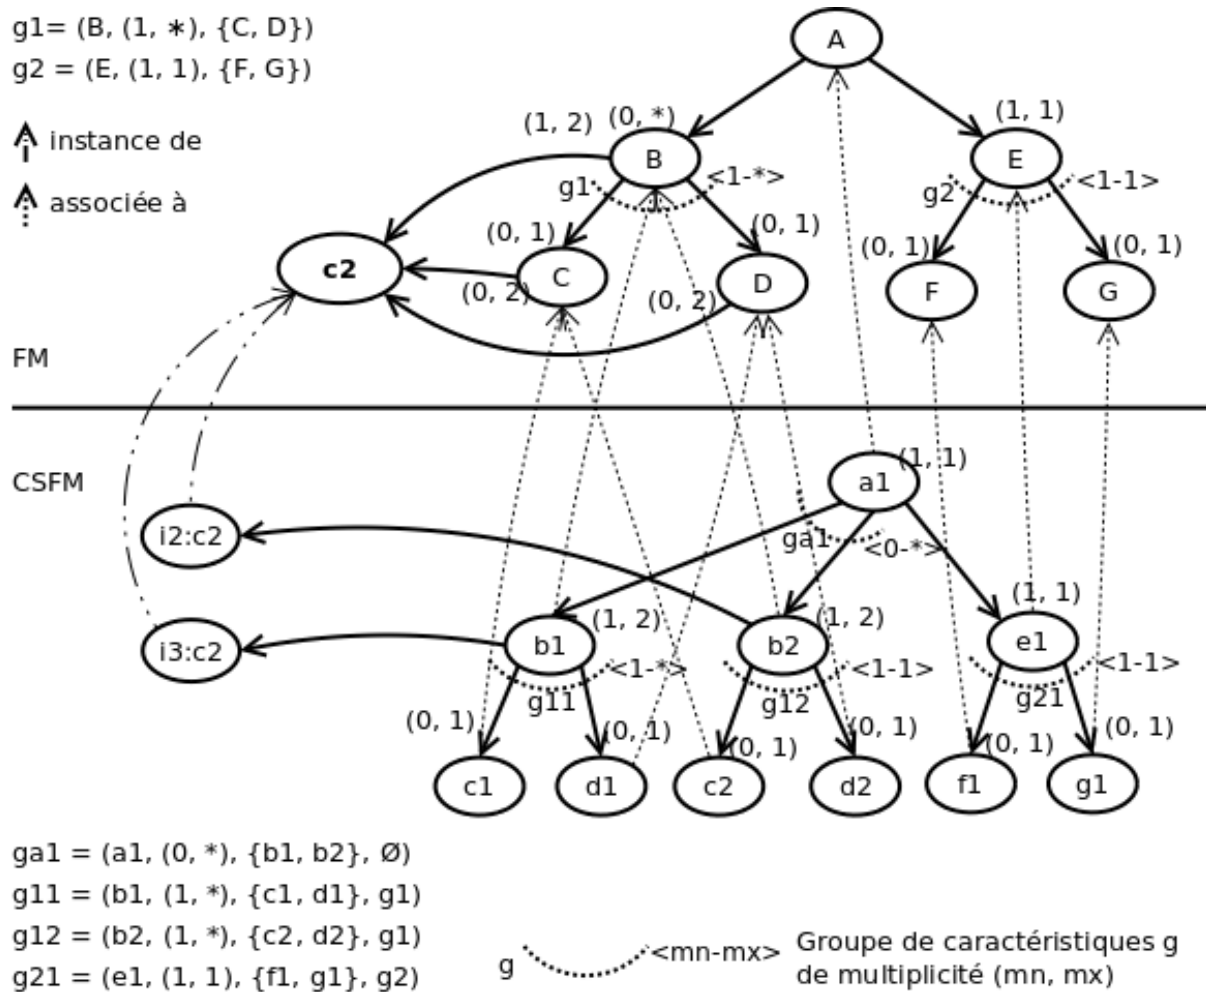 g1= (B, (1, ∗), {C, D})
g2 = (E, (1, 1), {F, G})
instance de
associée à
A
(1, 2)
(0, *)
(1, 1)
B
E
g1
<1-*>
g2
<1-1>
(0, 1)
(0, 1)
(0, 1)
(0, 1)
c2
C
D
F
G
(0, 2)
(0, 2)
FM
CSFM
(1, 1)
a1
i2:c2
ga1
<0-*>
(1, 2)
(1, 2)
(1, 1)
i3:c2
b1
b2
e1
<1-*>
<1-1>
<1-1>
g11
g12
g21
(0, 1)
(0, 1)
(0, 1)
(0, 1)
(0, 1)
(0, 1)
c1
d1
c2
d2
f1
g1
ga1 = (a1, (0, *), {b1, b2}, Ø)
g11 = (b1, (1, *), {c1, d1}, g1)
g12 = (b2, (1, *), {c2, d2}, g1)
g21 = (e1, (1, 1), {f1, g1}, g2)
g
<mn-mx>
Groupe de caractéristiques g
de multiplicité (mn, mx)